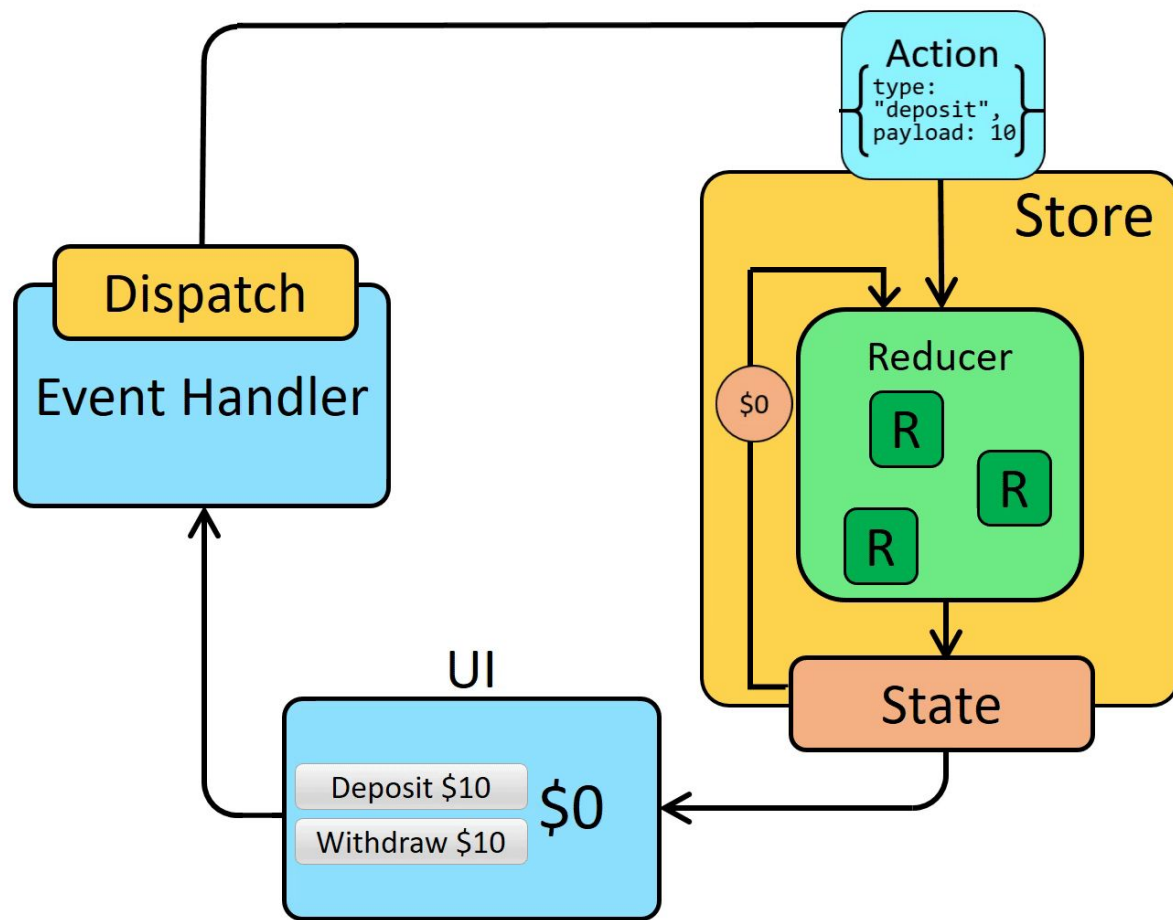 Action
{ type:
"deposit",
payload: 10 }
Store
Dispatch
Event Handler
Reducer
$0
R
R
R
State
UI
Deposit $10
$0
Withdraw $10